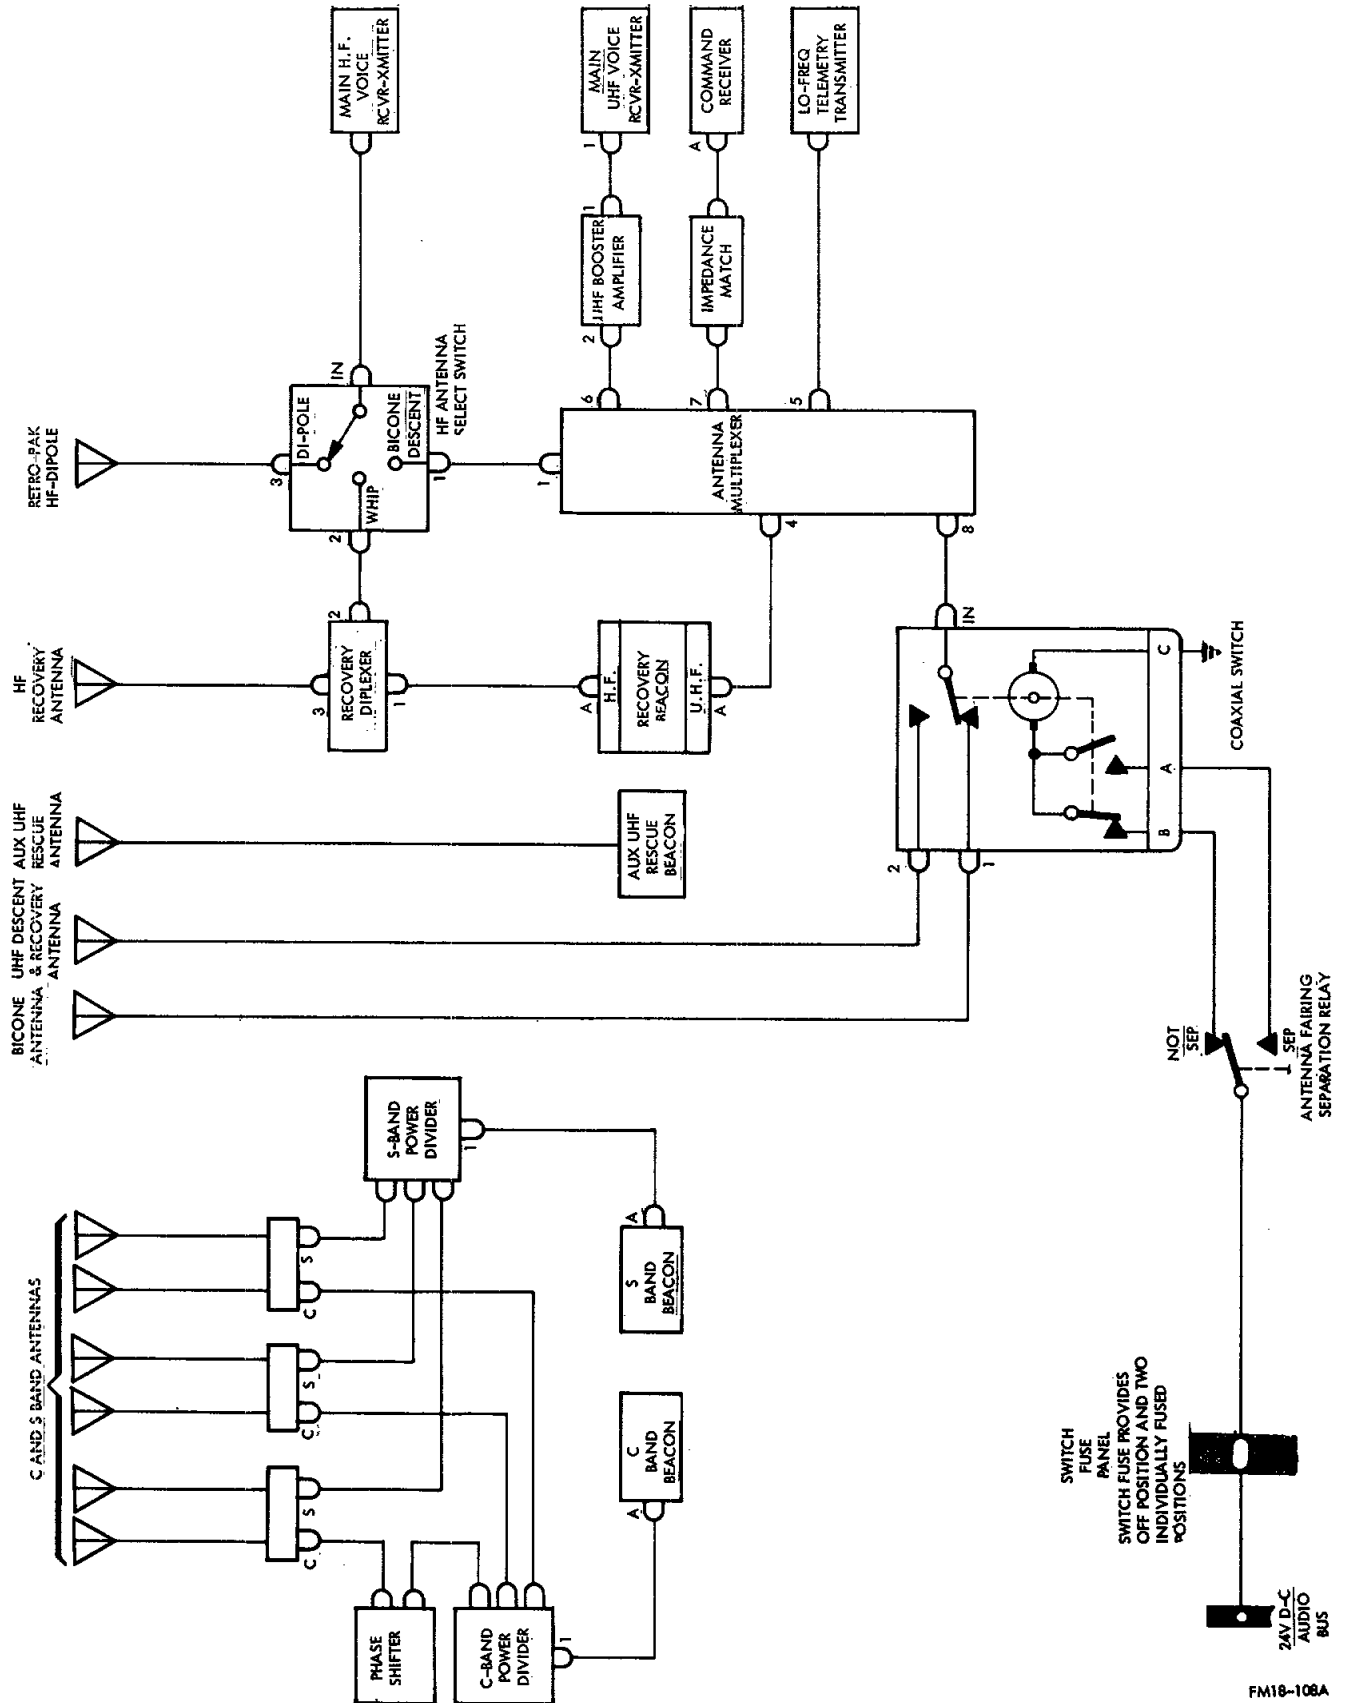 C AND S BAND ANTENNAS
BICONE
ANTENNA
UHF DESCENT
& RECOVERY
ANTENNA
AUX UHF
RESCUE
ANTENNA
HF
RECOVERY
ANTENNA
RETRO-PAK
HF-DIPOLE
C
S
C
S
C
S
PHASE
SHIFTER
C-BAND
POWER
DIVIDER
1
S-BAND
POWER
DIVIDER
1
A
C
BAND
BEACON
A
S
BAND
BEACON
AUX UHF
RESCUE
BEACON
3
RECOVERY
DIPLEXER
2
1
A
H.F.
RECOVERY
BEACON
U.H.F.
A
3
DI-POLE
IN
WHIP
2
BICONE
DESCENT
1
HF ANTENNA
SELECT SWITCH
MAIN H.F.
VOICE
RCVR-XMITTER
1
ANTENNA
MULTIPLEXER
6
7
5
4
8
2
UHF BOOSTER
AMPLIFIER
1
1
MAIN
UHF VOICE
RCVR-XMITTER
IMPEDANCE
MATCH
A
COMMAND
RECEIVER
LO-FREQ
TELEMETRY
TRANSMITTER
2
1
IN
B
A
C
COAXIAL SWITCH
NOT
SEP
SEP
ANTENNA FAIRING
SEPARATION RELAY
SWITCH
FUSE
PANEL
SWITCH FUSE PROVIDES
OFF POSITION AND TWO
INDIVIDUALLY FUSED
POSITIONS
24V D-C
AUDIO
BUS
FM18-108A